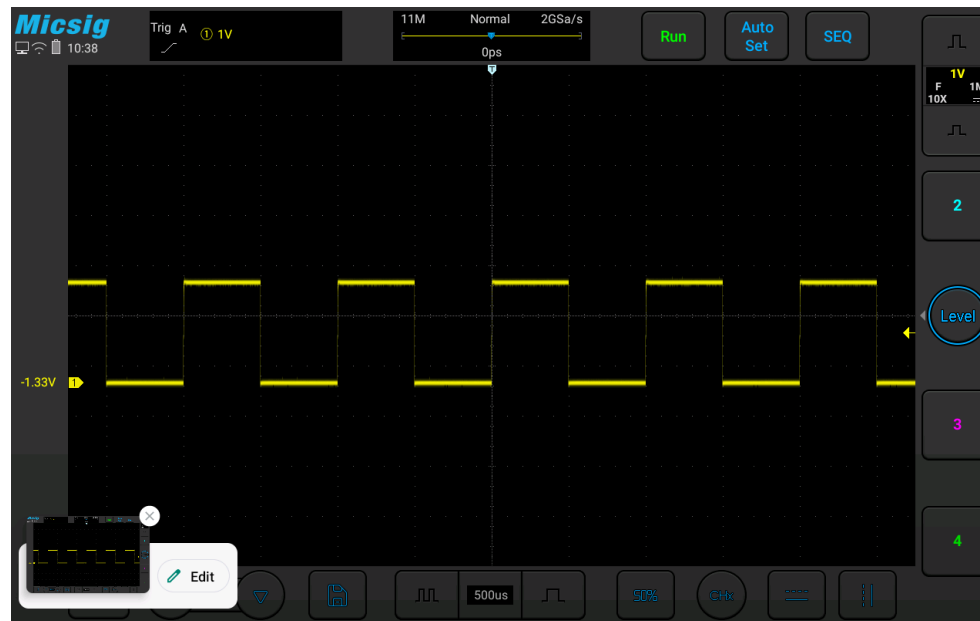 Micsig
10:38
Trig A ① 1V
11M Normal 2GSa/s
0ps
T
Run
Auto
Set
SEQ
1V
F 1M
10X
2
Level
-1.33V 1
3
4
Edit
500us
50%
CHx